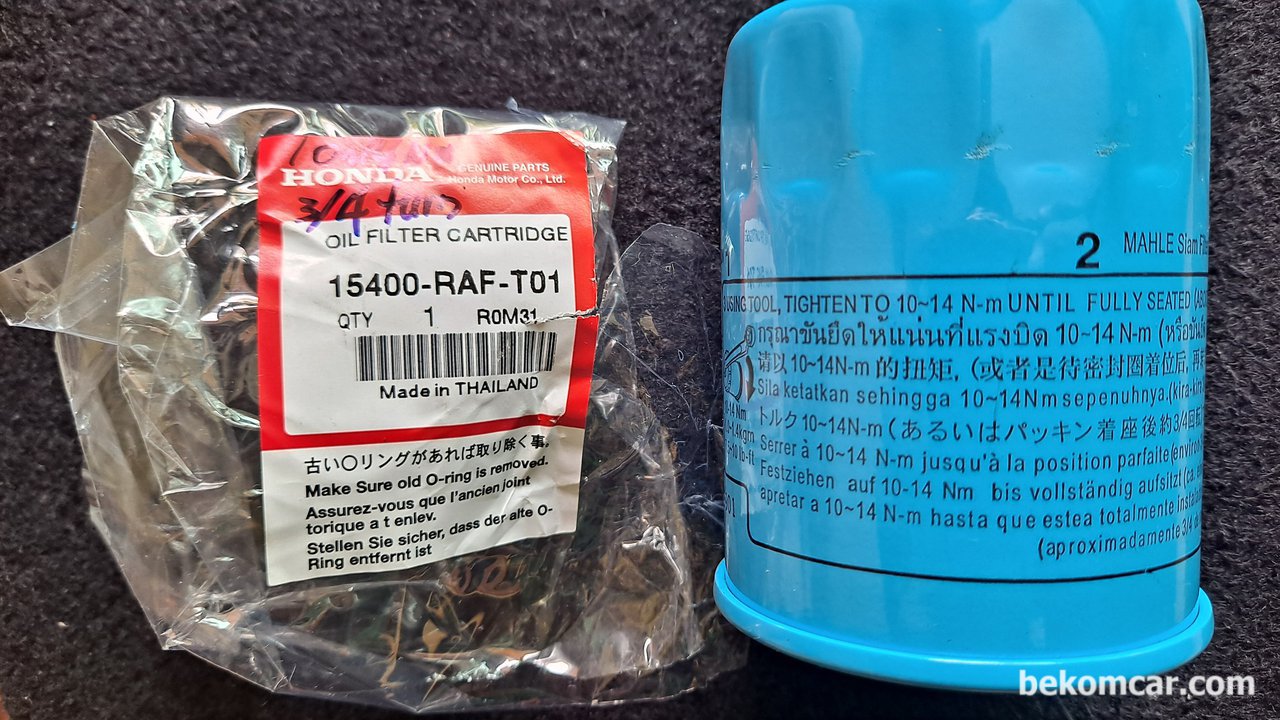 HONDA
GENUINE PARTS
Honda Motor Co., Ltd.
3/4 turn
OIL FILTER CARTRIDGE
15400-RAF-T01
QTY 1 R0M31
Made in THAILAND
古い〇リングがあれば取り除く事。
Make Sure old O-ring is removed.
Assurez-vous que l'ancien joint
torique a t enlev.
Stellen Sie sicher, dass der alte O-
Ring entfernt ist
2 MAHLE Siam
TOOL, TIGHTEN TO 10~14 N-m UNTIL FULLY SEATED
กรุณาขันยึดให้แน่นที่แรงบิด 10~14 N-m
请以 10~14N-m 的扭矩, (或者是待密封圈着位后,
Sila ketatkan sehingga 10~14Nm sepenuhnya.(kira-
トルク 10~14N-m (あるいはパッキン着座後約3/4回転
Serrer à 10~14 N-m jusqu'à la position parfalte
Festziehen auf 10-14 Nm bis vollständig aufsilzl
apretar a 10~14 N-m hasta que estea totalmente
(aproximadamente 3/4
bekomcar.com